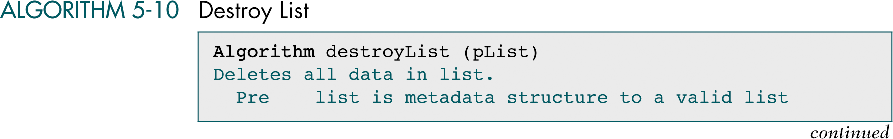 ALGORITHM 5-10 Destroy List
Algorithm destroyList (pList)
Deletes all data in list.
Pre list is metadata structure to a valid list
continued